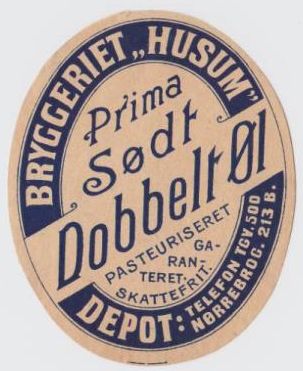 BRYGGERIET „HUSUM”
Prima
Sødt
Dobbelt Øl
PASTEURISERET
GA-
RAN-
TERET.
SKATTEFRIT.
DEPOT:
TELEFON TGV. 500
NØRREBROG. 213 B.